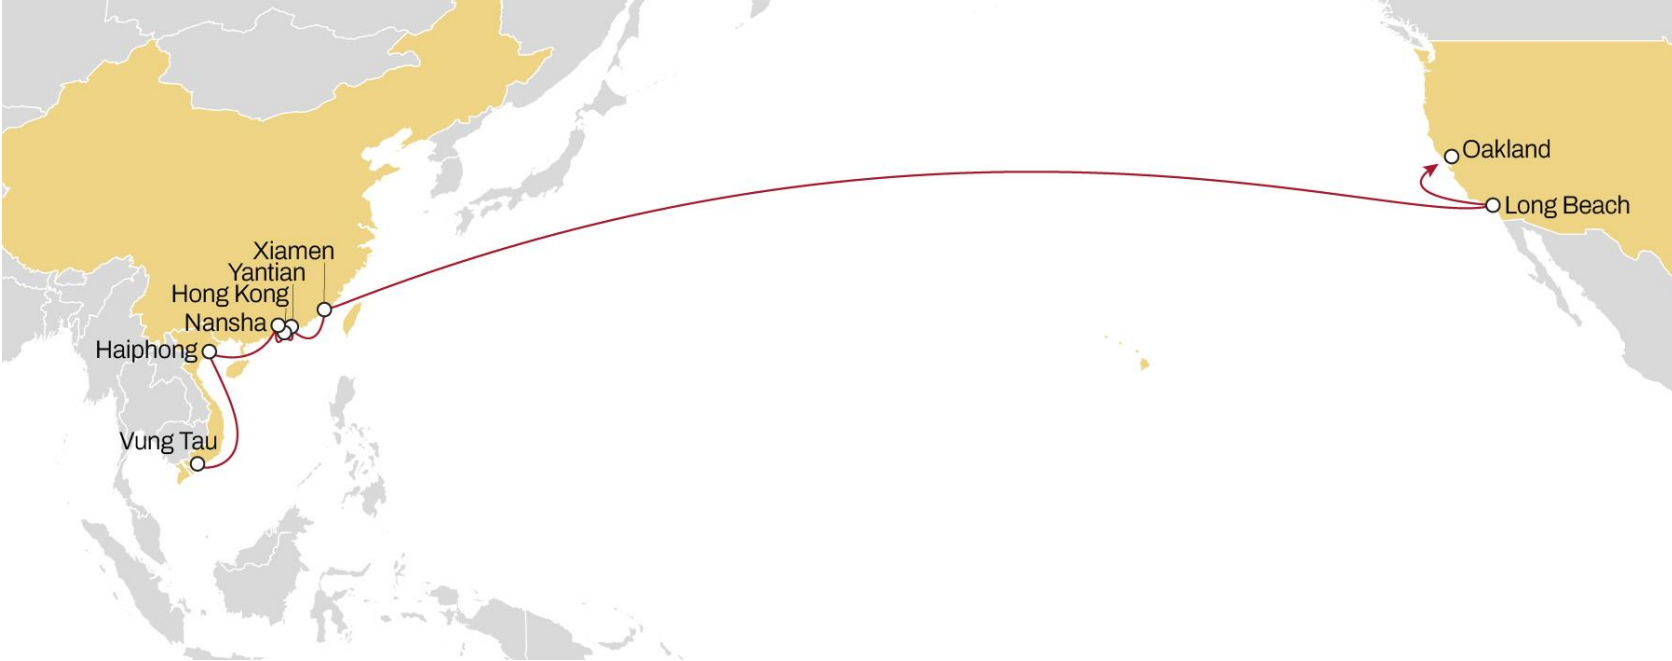 Oakland
Long Beach
Xiamen
Yantian
Hong Kong
Nansha
Haiphong
Vung Tau